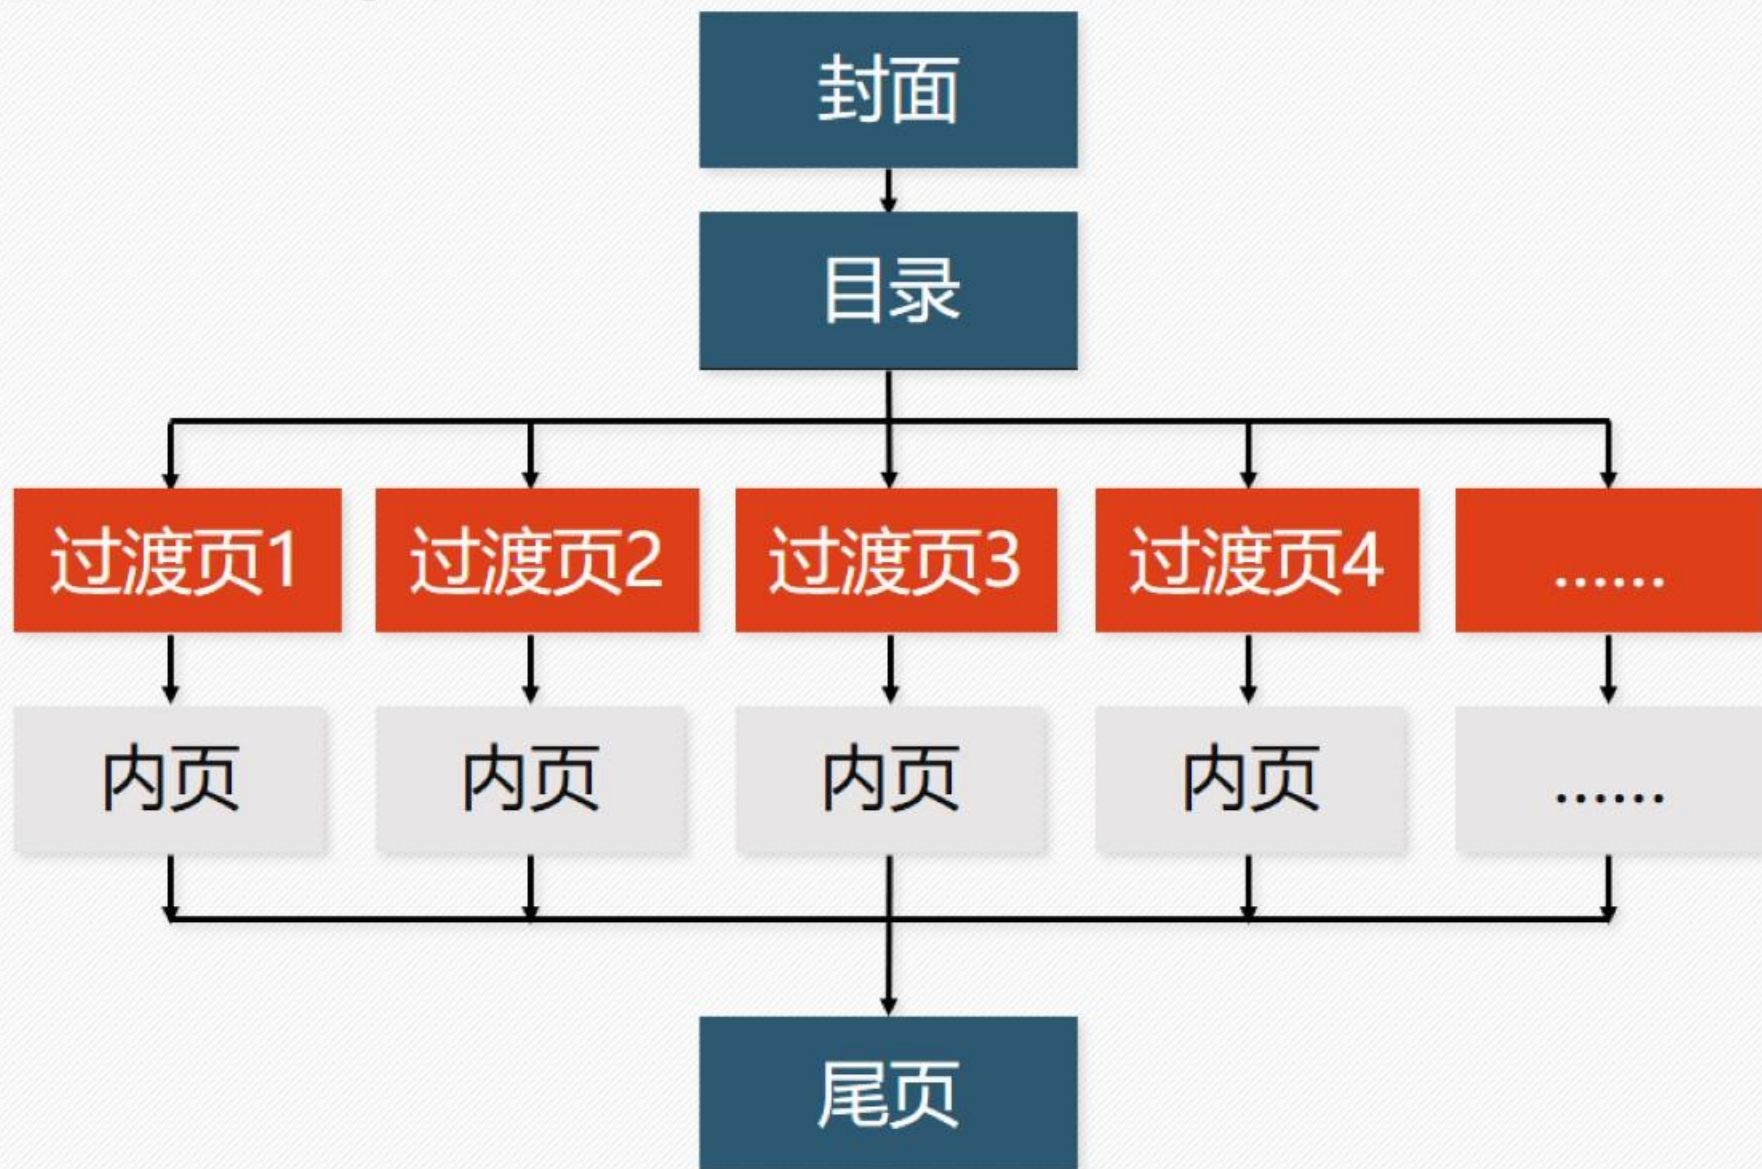 封面
目录
过渡页1 过渡页2 过渡页3 过渡页4 ......
内页 内页 内页 内页 ......
尾页